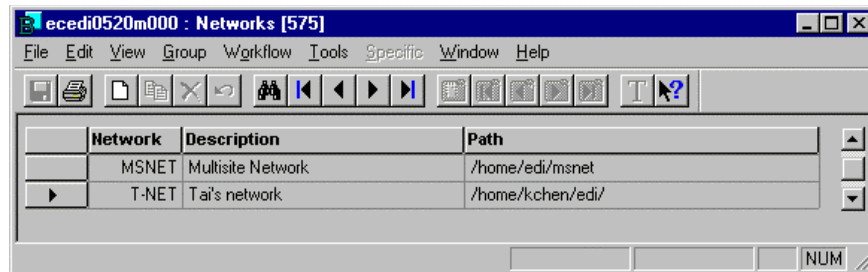 ecedi0520m000 : Networks [575]
File Edit View Group Workflow Tools Specific Window Help
T ?
Network Description Path
MSNET Multisite Network /home/edi/msnet
T-NET Tai's network /home/kchen/edi/
NUM